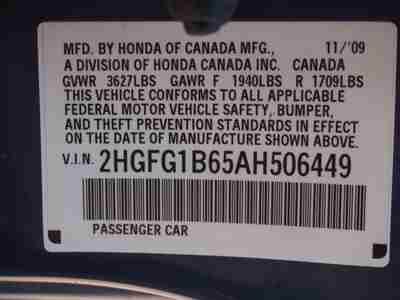 MFD. BY HONDA OF CANADA MFG., 11/'09
A DIVISION OF HONDA CANADA INC. CANADA
GVWR 3627LBS GAWR F 1940LBS R 1709LBS
THIS VEHICLE CONFORMS TO ALL APPLICABLE
FEDERAL MOTOR VEHICLE SAFETY, BUMPER,
AND THEFT PREVENTION STANDARDS IN EFFECT
ON THE DATE OF MANUFACTURE SHOWN ABOVE.
V.I.N. 2HGFG1B65AH506449
PASSENGER CAR